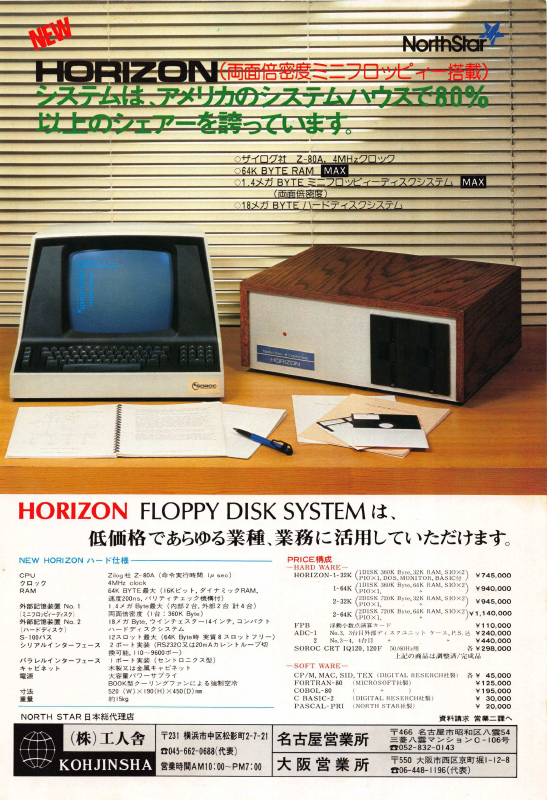 NEW
NorthStar
HORIZON(両面倍密度ミニフロッピィー搭載)
システムは、アメリカのシステムハウスで80%
以上のシェアーを誇っています。
○ザイログ社 Z-80A, 4MHzクロック
○64K BYTE RAM MAX
○1.4メガ BYTE ミニフロッピーディスクシステム MAX
(両面倍密度)
○18メガ BYTE ハードディスクシステム
SOROC
HORIZON
HORIZON FLOPPY DISK SYSTEMは、
低価格であらゆる業種、業務に活用していただけます。
NEW HORIZON ハード仕様
CPU Zilog社 Z-80A (命令実行時間 1μ sec)
クロック 4MHz clock
RAM 64K BYTE最大 (16Kビット, ダイナミックRAM,
速度200ns, パリティチェック機構付)
外部記憶装置 No. 1 1.4メガ Byte最大 (内部2台, 外部2台 計4台)
(ミニフロッピーディスク) 両面倍密度 (1台:360K Byte)
外部記憶装置 No. 2 18メガ Byte, ウインチェスター14インチ, コンパクト
(ハードディスク) ハードディスクシステム
S-100バス 12スロット最大 (64K Byte時 実質8スロットフリー)
シリアルインターフェース 2ポート実装 (RS232C又は20mAカレントループ切
換可能, 110〜9600ボー)
パラレルインターフェース 1ポート実装 (セントロニクス型)
キャビネット 木製又は金属キャビネット
電源 大容量パワーサプライ
BOOK型クーリングファンによる強制空冷
寸法 520 (W)×190(H)×450(D)㎜
重量 約15kg
PRICE構成
—HARD WARE—
HORIZON-1-32K (1DISK 360K Byte, 32K RAM, SIO×2) ¥745,000
(PIO×1, DOS, MONITOR, BASIC付)
1-64K (1DISK 360K Byte, 64K RAM, SIO×2) ¥940,000
(PIO×1, 〃)
2-32K (2DISK 720K Byte, 32K RAM, SIO×2) ¥945,000
(PIO×1, 〃)
2-64K (2DISK 720K Byte, 64K RAM, SIO×2) ¥1,140,000
(PIO×1, 〃)
FPB 浮動小数点演算カード ¥110,000
ADC-1 No.3, 3台目外部ディスクユニット ケース, P.S, 込 ¥240,000
2 No.3-4, 4台目 〃 〃 ¥440,000
SOROC CRT IQ120, 120F 50/60Hz用 各¥298,000
上記の商品は調整済/完成品
—SOFT WARE—
CP/M, MAC, SID, TEX (DIGITAL RESERCH社製) 各¥ 45,000
FORTRAN-80 (MICROSOFT社製) ¥125,000
COBOL-80 ( 〃 ) ¥195,000
C BASIC-2 (DIGITAL RESERCH社製) ¥ 30,000
PASCAL-PRI (NORTH STAR社製) ¥ 20,000
NORTH STAR 日本総代理店
資料請求 営業二課へ
(株)工人舎
KOHJINSHA
〒231 横浜市中区松影町2-7-21
☎045-662-0688(代表)
営業時間AM10:00〜PM7:00
名古屋営業所
〒466 名古屋市昭和区八雲54
三菱八雲マンションC-106号
☎052-832-0143
大阪営業所
〒550 大阪市西区京町堀1-12-8
☎06-448-1196(代表)